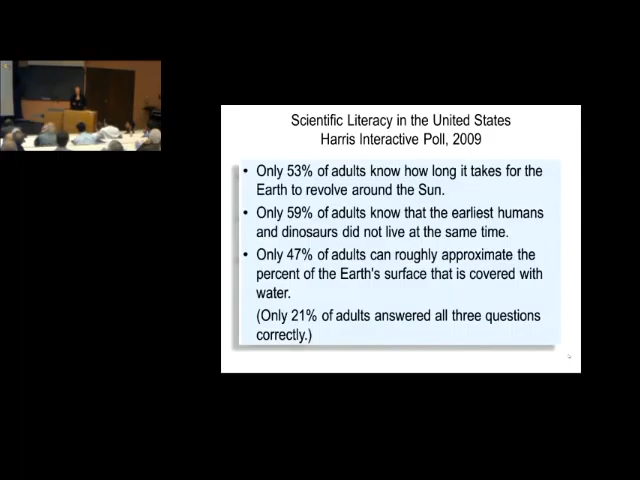 Scientific Literacy in the United States
Harris Interactive Poll, 2009
• Only 53% of adults know how long it takes for the
Earth to revolve around the Sun.
• Only 59% of adults know that the earliest humans
and dinosaurs did not live at the same time.
• Only 47% of adults can roughly approximate the
percent of the Earth's surface that is covered with
water.
(Only 21% of adults answered all three questions
correctly.)